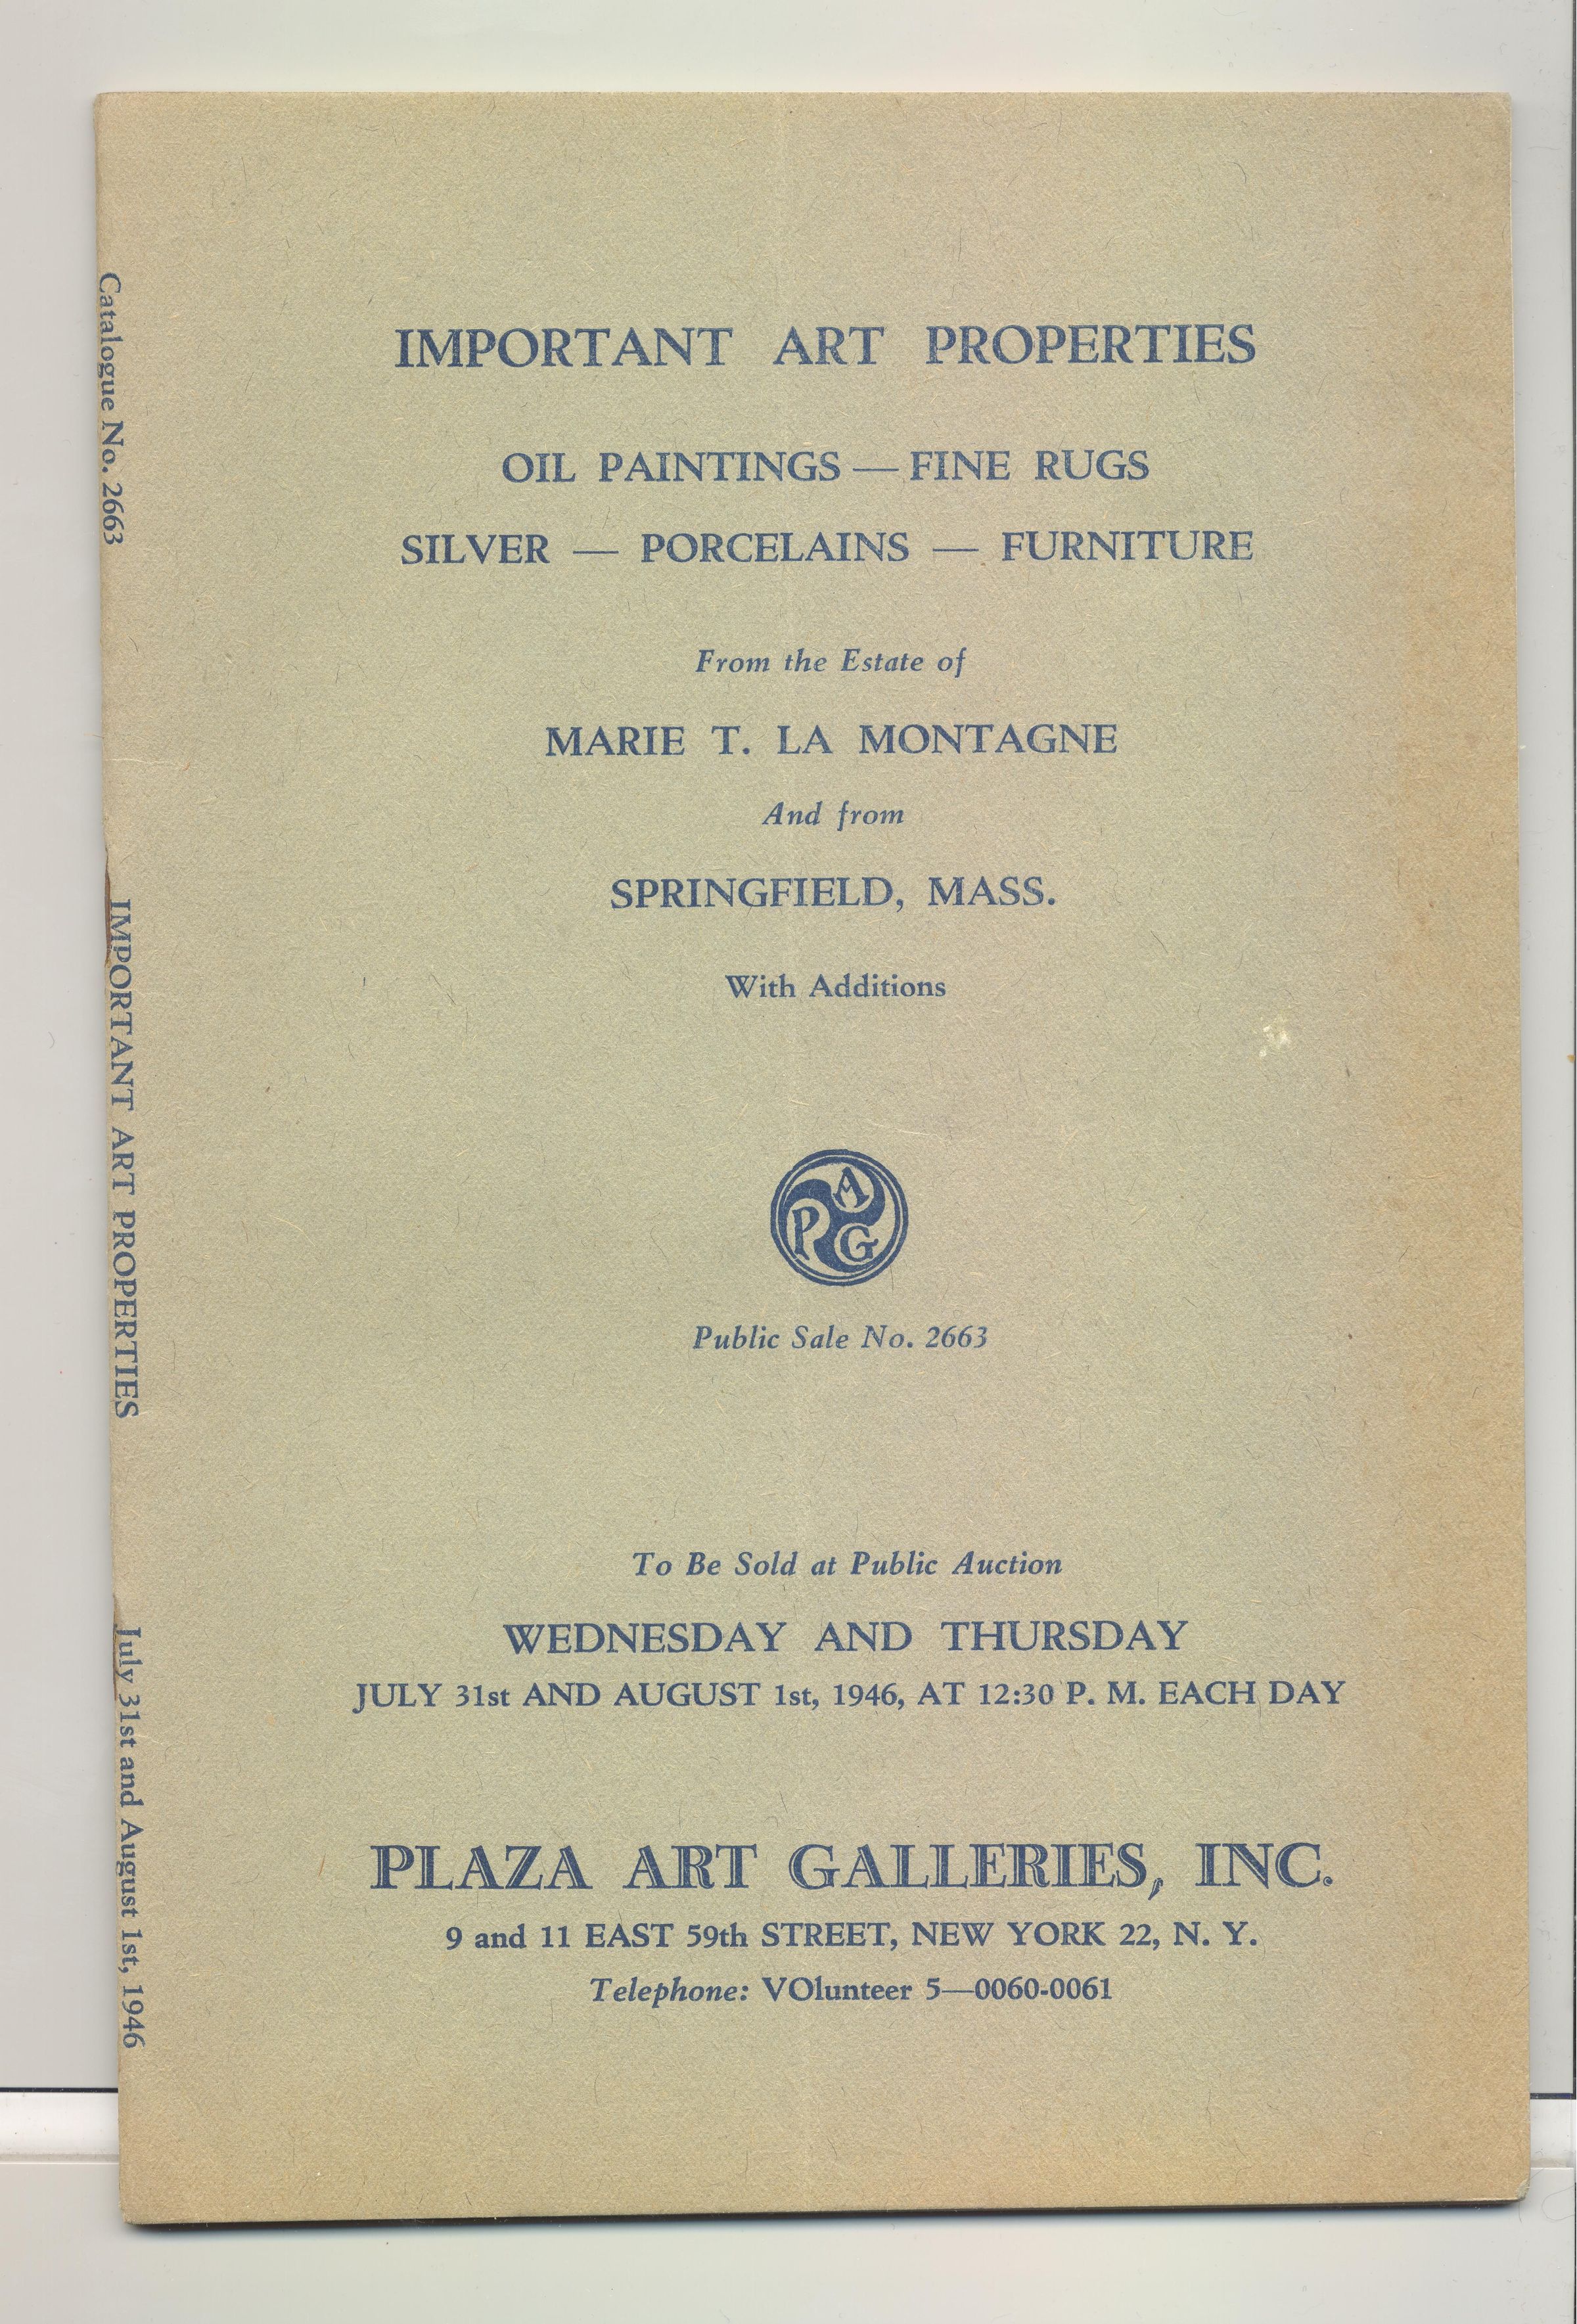 IMPORTANT ART PROPERTIES
OIL PAINTINGS — FINE RUGS
SILVER — PORCELAINS — FURNITURE
From the Estate of
MARIE T. LA MONTAGNE
And from
SPRINGFIELD, MASS.
With Additions
A
P G
Public Sale No. 2663
To Be Sold at Public Auction
WEDNESDAY AND THURSDAY
JULY 31st AND AUGUST 1st, 1946, AT 12:30 P. M. EACH DAY
PLAZA ART GALLERIES, INC.
9 and 11 EAST 59th STREET, NEW YORK 22, N. Y.
Telephone: VOlunteer 5—0060-0061
Catalogue No. 2663
IMPORTANT ART PROPERTIES
July 31st and August 1st, 1946